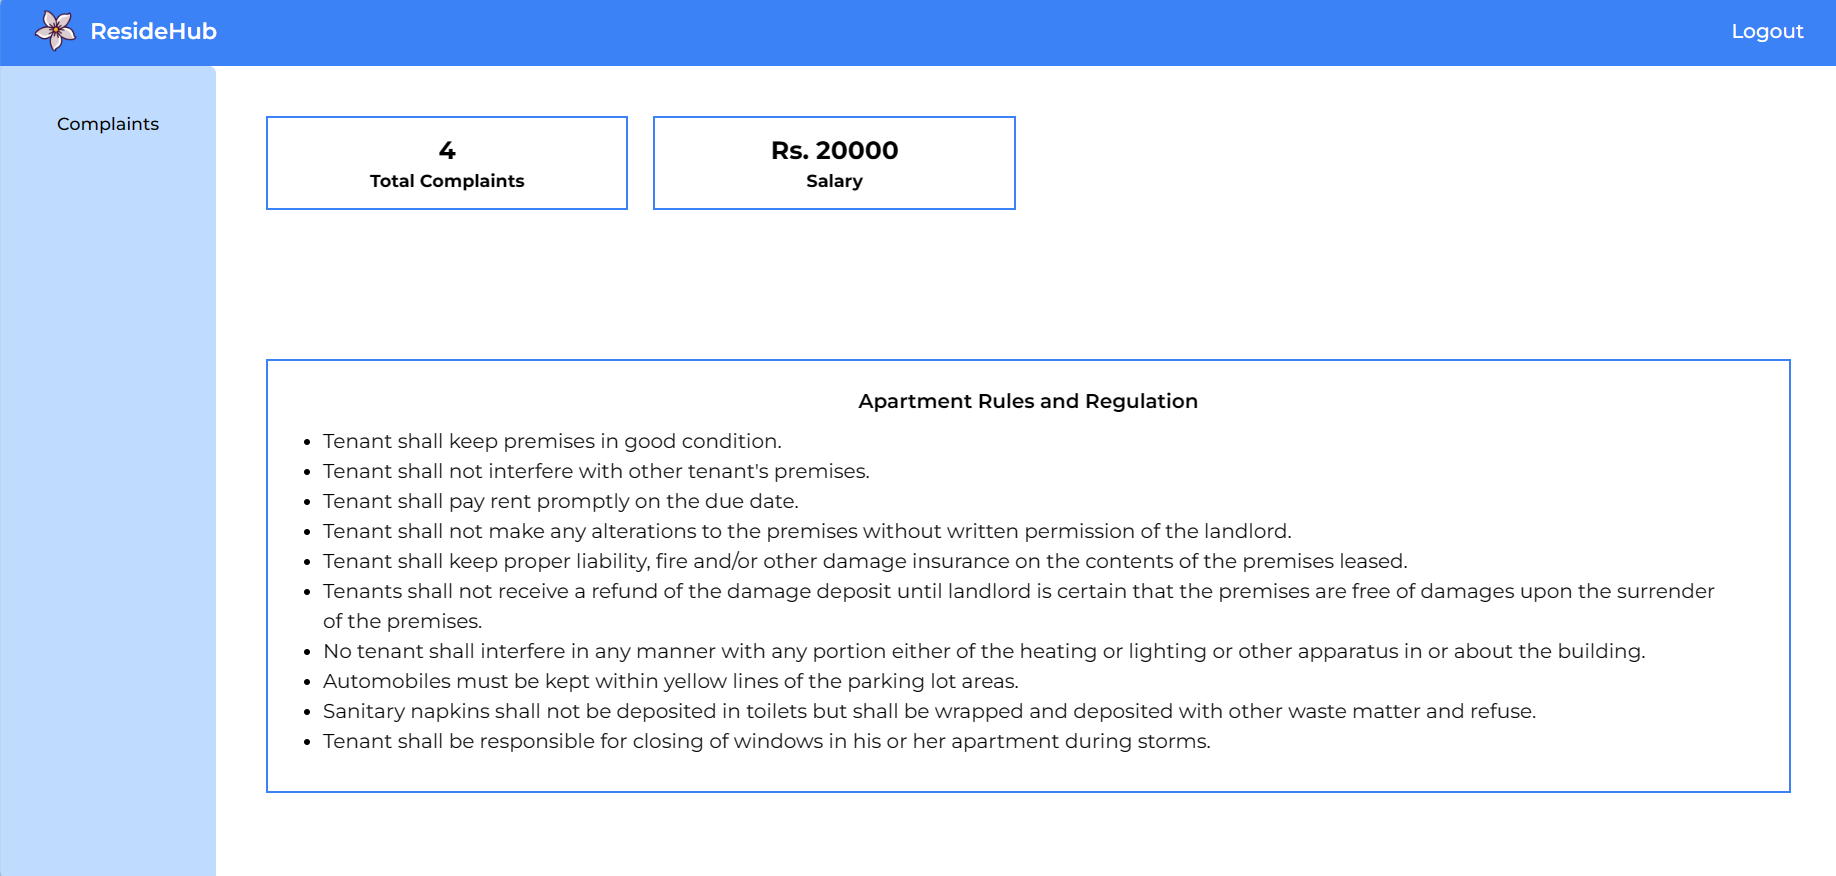 ResideHub
Logout
Complaints
4
Total Complaints
Rs. 20000
Salary
Apartment Rules and Regulation
• Tenant shall keep premises in good condition.
• Tenant shall not interfere with other tenant's premises.
• Tenant shall pay rent promptly on the due date.
• Tenant shall not make any alterations to the premises without written permission of the landlord.
• Tenant shall keep proper liability, fire and/or other damage insurance on the contents of the premises leased.
• Tenants shall not receive a refund of the damage deposit until landlord is certain that the premises are free of damages upon the surrender
of the premises.
• No tenant shall interfere in any manner with any portion either of the heating or lighting or other apparatus in or about the building.
• Automobiles must be kept within yellow lines of the parking lot areas.
• Sanitary napkins shall not be deposited in toilets but shall be wrapped and deposited with other waste matter and refuse.
• Tenant shall be responsible for closing of windows in his or her apartment during storms.